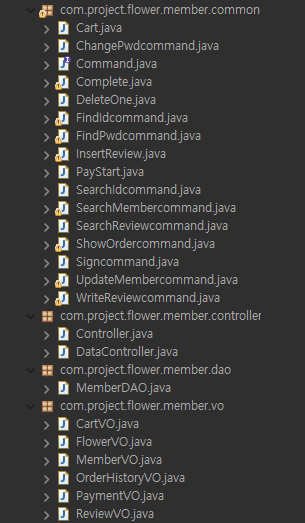 com.project.flower.member.common
Cart.java
ChangePwdcommand.java
Command.java
Complete.java
DeleteOne.java
FindIdcommand.java
FindPwdcommand.java
InsertReview.java
PayStart.java
SearchIdcommand.java
SearchMembercommand.java
SearchReviewcommand.java
ShowOrdercommand.java
Signcommand.java
UpdateMembercommand.java
WriteReviewcommand.java
com.project.flower.member.controller
Controller.java
DataController.java
com.project.flower.member.dao
MemberDAO.java
com.project.flower.member.vo
CartVO.java
FlowerVO.java
MemberVO.java
OrderHistoryVO.java
PaymentVO.java
ReviewVO.java